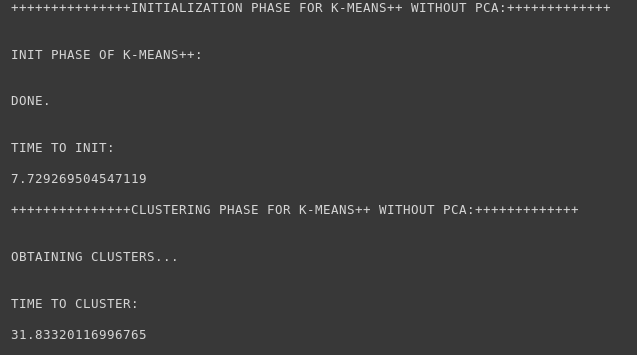 +++++++++++++++INITIALIZATION PHASE FOR K-MEANS++ WITHOUT PCA:+++++++++++++
INIT PHASE OF K-MEANS++:
DONE.
TIME TO INIT:
7.729269504547119
+++++++++++++++CLUSTERING PHASE FOR K-MEANS++ WITHOUT PCA:+++++++++++++
OBTAINING CLUSTERS...
TIME TO CLUSTER:
31.83320116996765